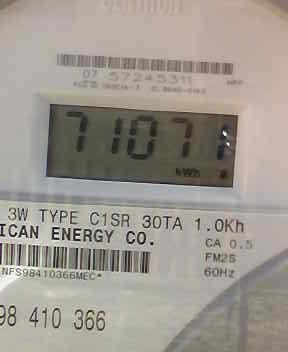 07 57245311
71071
kWh
3W TYPE C1SR 30TA 1.0Kh
ICAN ENERGY CO.
CA 0.5
FM2S
60Hz
NFS98410366MEC*
98 410 366